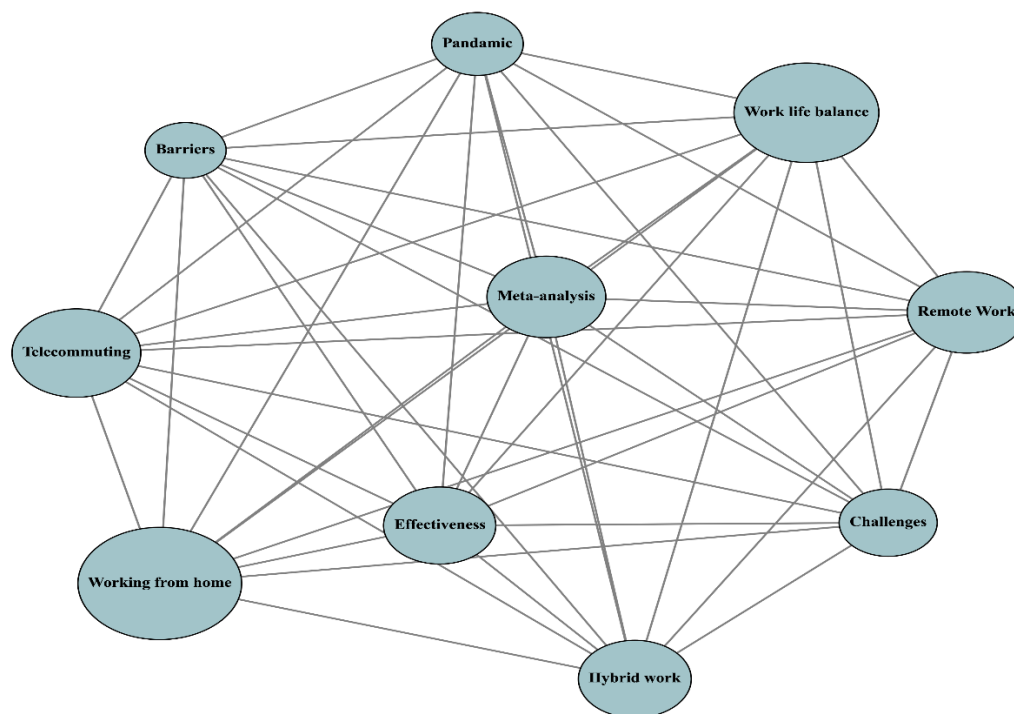 Pandamic
Work life balance
Barriers
Meta-analysis
Remote Work
Telecommuting
Effectiveness
Challenges
Working from home
Hybrid work